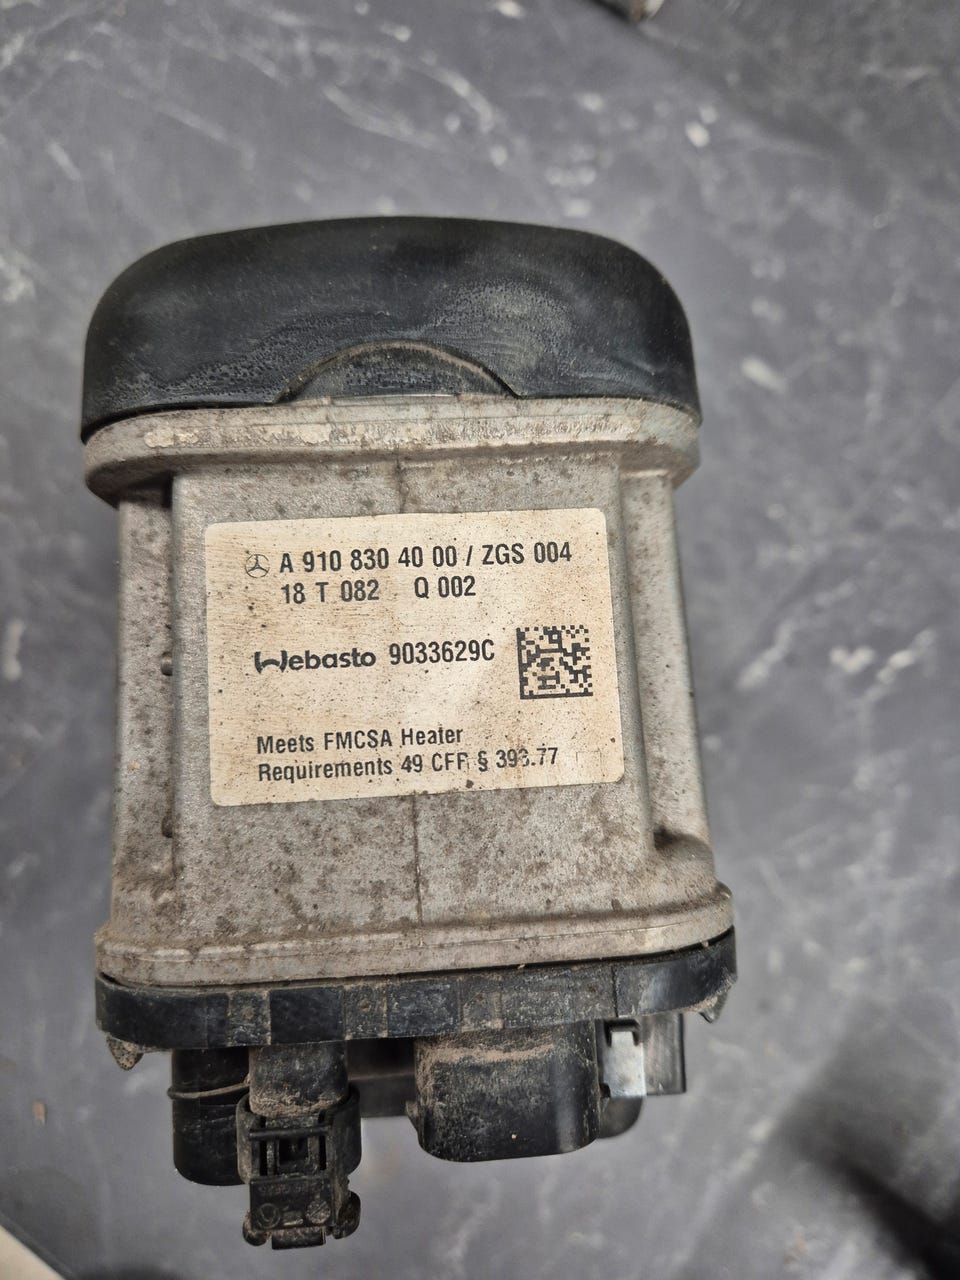 A 910 830 40 00 / ZGS 004
18 T 082 Q 002
Webasto 9033629C
Meets FMCSA Heater
Requirements 49 CFR § 393.77